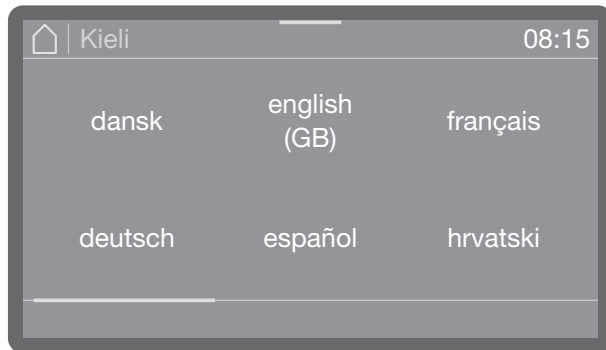 Kieli
08:15
dansk
english
(GB)
français
deutsch
español
hrvatski